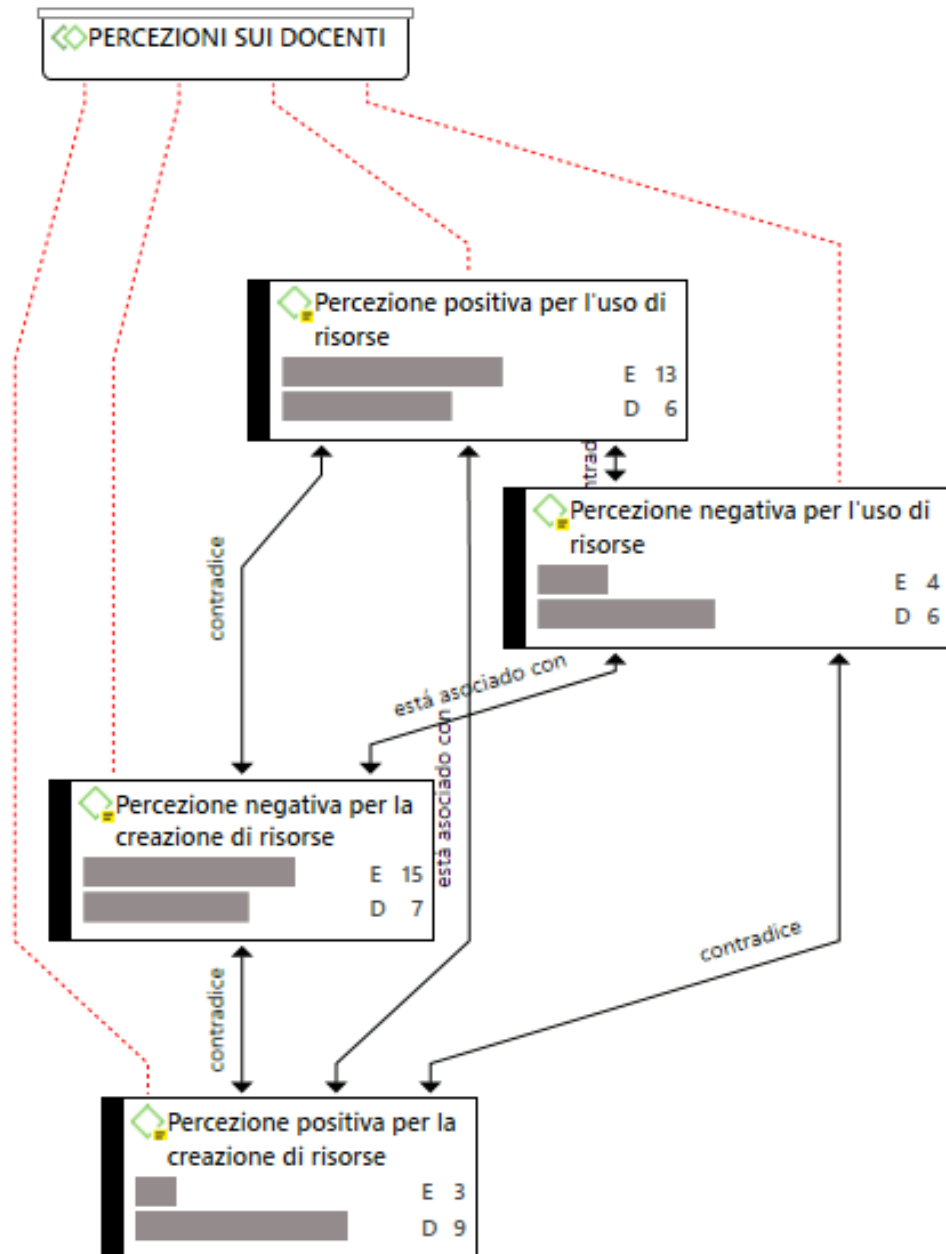 PERCEZIONI SUI DOCENTI
Percezione positiva per l'uso di
risorse
E 13
D 6
Percezione negativa per l'uso di
risorse
E 4
D 6
contradice
está asociado con
está asociado con
Percezione negativa per la
creazione di risorse
E 15
D 7
contradice
contradice
Percezione positiva per la
creazione di risorse
E 3
D 9